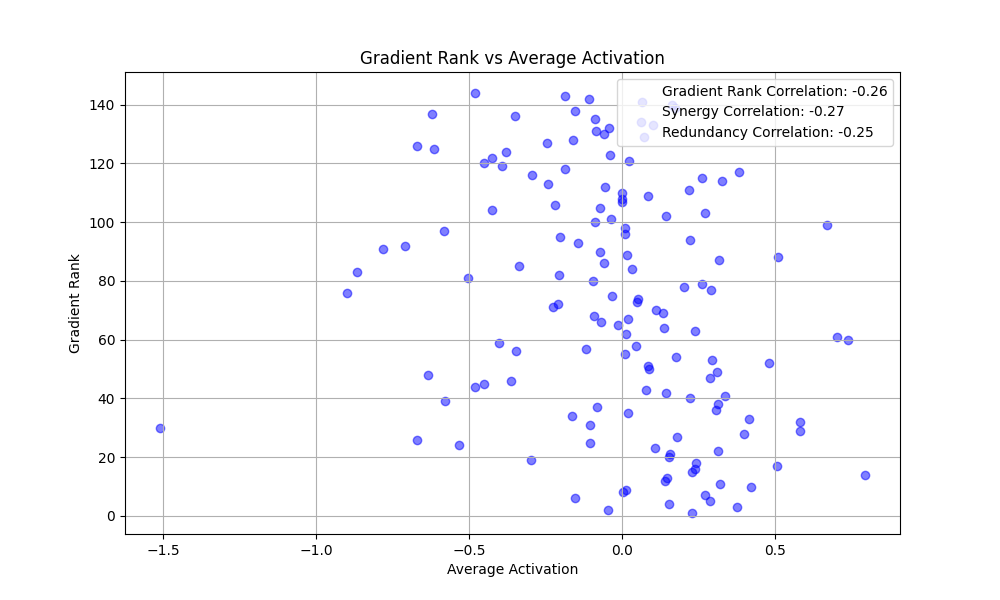 Gradient Rank vs Average Activation
Gradient Rank Correlation: -0.26
Synergy Correlation: -0.27
Redundancy Correlation: -0.25
Gradient Rank
140
120
100
80
60
40
20
0
−1.5
−1.0
−0.5
0.0
0.5
Average Activation